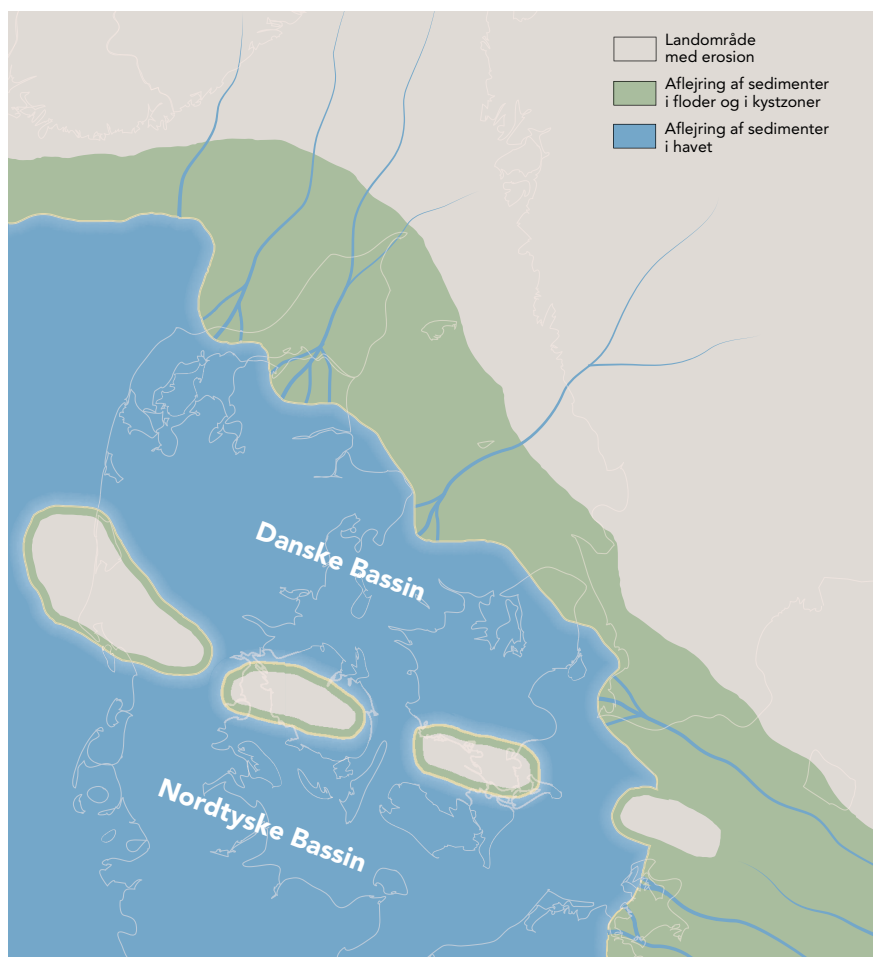 Landområde
med erosion
Aflejring af sedimenter
i floder og i kystzoner
Aflejring af sedimenter
i havet
Danske Bassin
Nordtyske Bassin